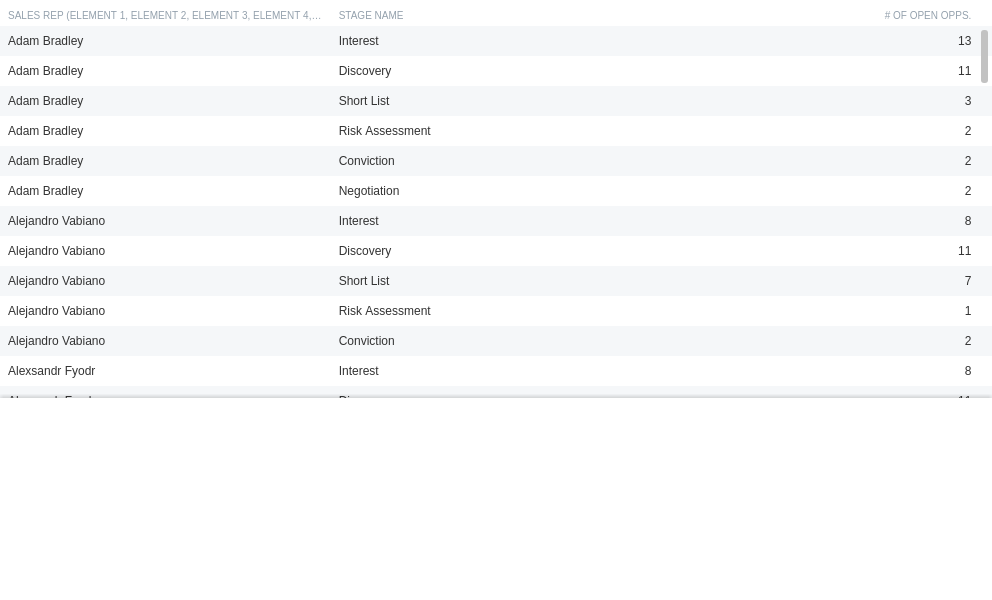 SALES REP (ELEMENT 1, ELEMENT 2, ELEMENT 3, ELEMENT 4,... STAGE NAME # OF OPEN OPPS.
Adam Bradley Interest 13
Adam Bradley Discovery 11
Adam Bradley Short List 3
Adam Bradley Risk Assessment 2
Adam Bradley Conviction 2
Adam Bradley Negotiation 2
Alejandro Vabiano Interest 8
Alejandro Vabiano Discovery 11
Alejandro Vabiano Short List 7
Alejandro Vabiano Risk Assessment 1
Alejandro Vabiano Conviction 2
Alexsandr Fyodr Interest 8